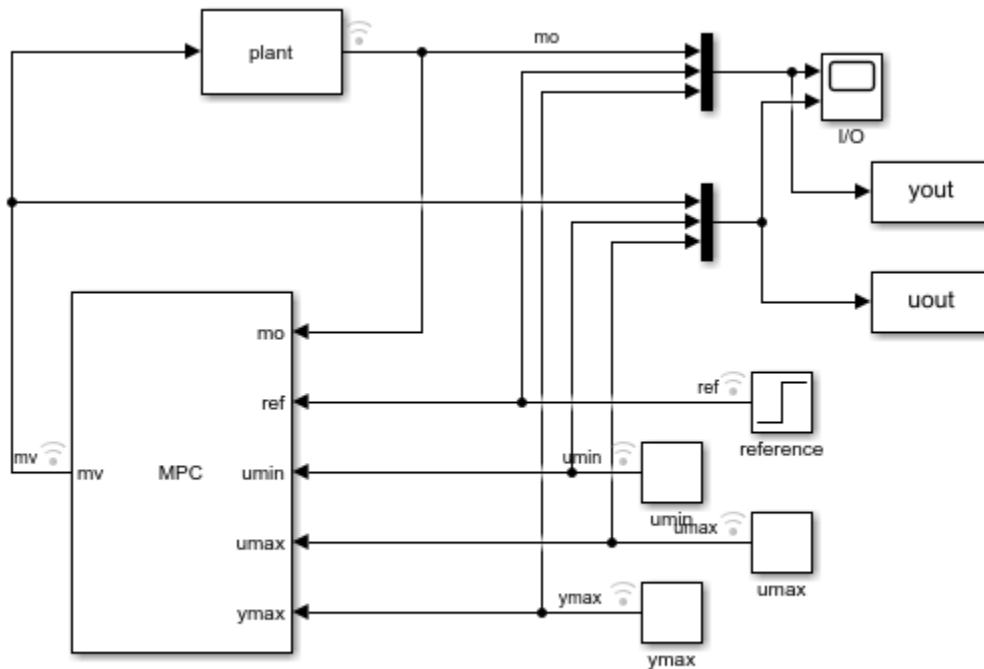 plant
mo
I/O
yout
uout
mo
ref
ref
reference
mv
mv
MPC
umin
umin
umin
umax
umax
umax
ymax
ymax
ymax